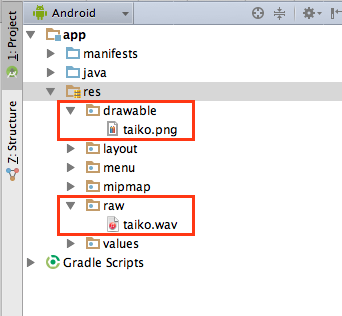 Android
1: Project
7: Structure
app
manifests
java
res
drawable
taiko.png
layout
menu
mipmap
raw
taiko.wav
values
Gradle Scripts